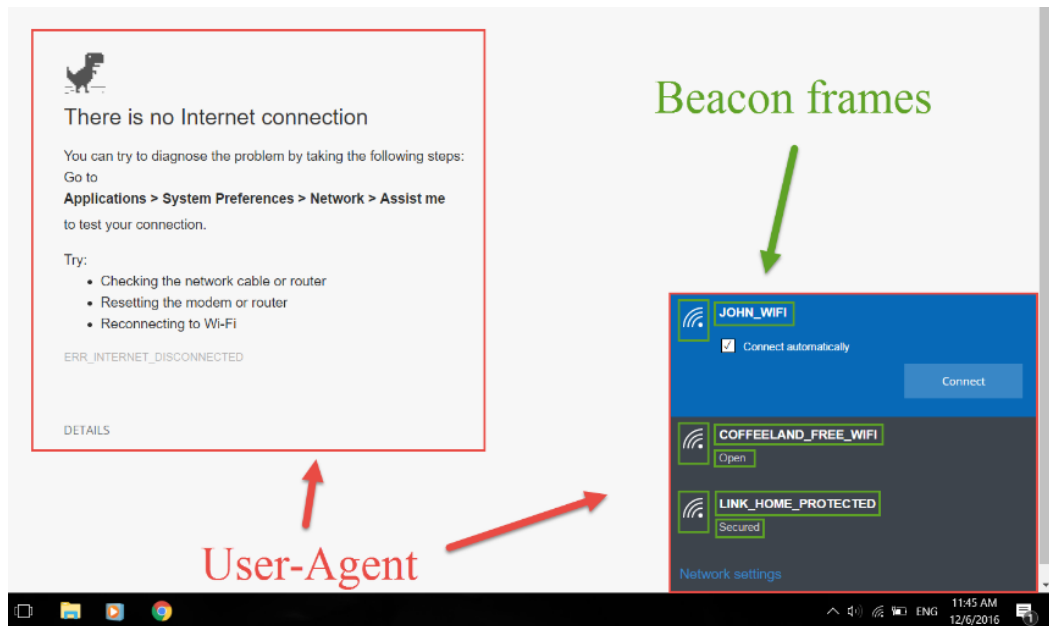 There is no Internet connection
You can try to diagnose the problem by taking the following steps:
Go to
Applications > System Preferences > Network > Assist me
to test your connection.
Try:
• Checking the network cable or router
• Resetting the modem or router
• Reconnecting to Wi-Fi
ERR_INTERNET_DISCONNECTED
DETAILS
User-Agent
Beacon frames
JOHN_WIFI
Connect automatically
Connect
COFFEELAND_FREE_WIFI
Open
LINK_HOME_PROTECTED
Secured
Network settings
ENG
11:45 AM
12/6/2016
1